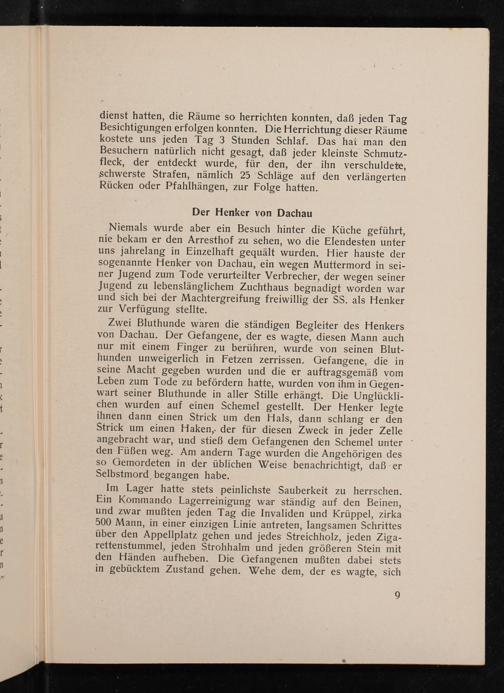 dienst hatten, die Räume so herrichten konnten, daß jeden Tag
Besichtigungen erfolgen konnten. Die Herrichtung dieser Räume
kostete uns jeden Tag 3 Stunden Schlaf. Das hat man den
Besuchern natürlich nicht gesagt, daß jeder kleinste Schmutz-
fleck, der entdeckt wurde, für den, der ihn verschuldete,
schwerste Strafen, nämlich 25 Schläge auf den verlängerten
Rücken oder Pfahlhängen, zur Folge hatten.
Der Henker von Dachau
Niemals wurde aber ein Besuch hinter die Küche geführt,
nie bekam er den Arresthof zu sehen, wo die Elendesten unter
uns jahrelang in Einzelhaft gequält wurden. Hier hauste der
sogenannte Henker von Dachau, ein wegen Muttermord in sei-
ner Jugend zum Tode verurteilter Verbrecher, der wegen seiner
Jugend zu lebenslänglichem Zuchthaus begnadigt worden war
und sich bei der Machtergreifung freiwillig der SS. als Henker
zur Verfügung stellte.
Zwei Bluthunde waren die ständigen Begleiter des Henkers
von Dachau. Der Gefangene, der es wagte, diesen Mann auch
nur mit einem Finger zu berühren, wurde von seinen Blut-
hunden unweigerlich in Fetzen zerrissen. Gefangene, die in
seine Macht gegeben wurden und die er auftragsgemäß vom
Leben zum Tode zu befördern hatte, wurden von ihm in Gegen-
wart seiner Bluthunde in aller Stille erhängt. Die Unglückli-
chen wurden auf einen Schemel gestellt. Der Henker legte
ihnen dann einen Strick um den Hals, dann schlang er den
Strick um einen Haken, der für diesen Zweck in jeder Zelle
angebracht war, und stieß dem Gefangenen den Schemel unter
den Füßen weg. Am andern Tage wurden die Angehörigen des
so Gemordeten in der üblichen Weise benachrichtigt, daß er
Selbstmord begangen habe.
Im Lager hatte stets peinlichste Sauberkeit zu herrschen.
Ein Kommando Lagerreinigung war ständig auf den Beinen,
und zwar mußten jeden Tag die Invaliden und Krüppel, zirka
500 Mann, in einer einzigen Linie antreten, langsamen Schrittes
über den Appellplatz gehen und jedes Streichholz, jeden Ziga-
rettenstummel, jeden Strohhalm und jeden größeren Stein mit
den Händen aufheben. Die Gefangenen mußten dabei stets
in gebücktem Zustand gehen. Wehe dem, der es wagte, sich
9